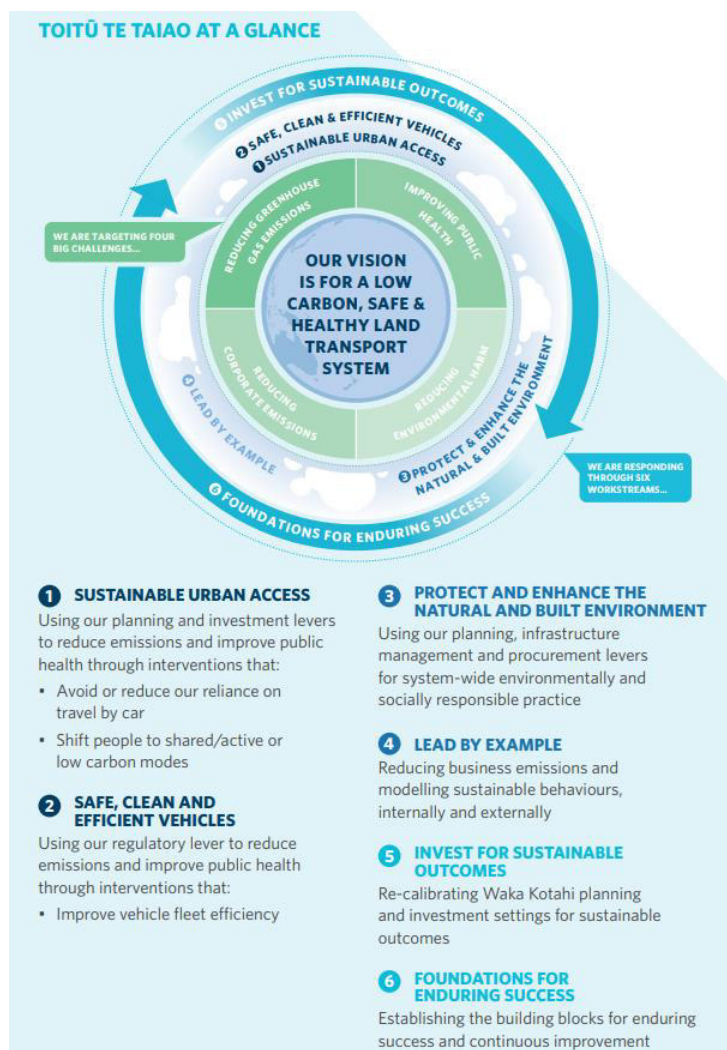 TOITŪ TE TAIAO AT A GLANCE
5 INVEST FOR SUSTAINABLE OUTCOMES
2 SAFE, CLEAN & EFFICIENT VEHICLES
1 SUSTAINABLE URBAN ACCESS
REDUCING GREENHOUSE
GAS EMISSIONS
IMPROVING PUBLIC
HEALTH
WE ARE TARGETING FOUR
BIG CHALLENGES...
OUR VISION
IS FOR A LOW
CARBON, SAFE &
HEALTHY LAND
TRANSPORT
SYSTEM
REDUCING
CORPORATE EMISSIONS
REDUCING
ENVIRONMENTAL HARM
4 LEAD BY EXAMPLE
3 PROTECT & ENHANCE THE
NATURAL & BUILT ENVIRONMENT
6 FOUNDATIONS FOR ENDURING SUCCESS
WE ARE RESPONDING
THROUGH SIX
WORKSTREAMS...
1 SUSTAINABLE URBAN ACCESS
Using our planning and investment levers
to reduce emissions and improve public
health through interventions that:
• Avoid or reduce our reliance on
travel by car
• Shift people to shared/active or
low carbon modes
2 SAFE, CLEAN AND
EFFICIENT VEHICLES
Using our regulatory lever to reduce
emissions and improve public health
through interventions that:
• Improve vehicle fleet efficiency
3 PROTECT AND ENHANCE THE
NATURAL AND BUILT ENVIRONMENT
Using our planning, infrastructure
management and procurement levers
for system-wide environmentally and
socially responsible practice
4 LEAD BY EXAMPLE
Reducing business emissions and
modelling sustainable behaviours,
internally and externally
5 INVEST FOR SUSTAINABLE
OUTCOMES
Re-calibrating Waka Kotahi planning
and investment settings for sustainable
outcomes
6 FOUNDATIONS FOR
ENDURING SUCCESS
Establishing the building blocks for enduring
success and continuous improvement